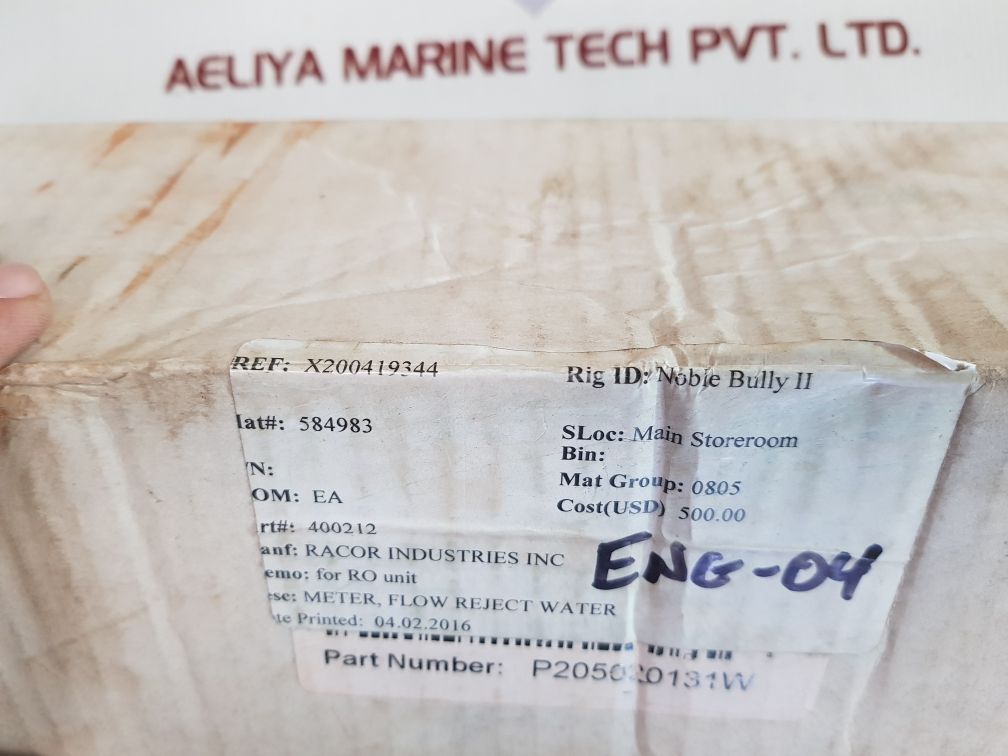 AELIYA MARINE TECH PVT. LTD.
REF: X200419344 Rig ID: Noble Bully II
lat#: 584983 SLoc: Main Storeroom
/N: Bin:
OM: EA Mat Group: 0805
rt#: 400212 Cost(USD) 500.00
anf: RACOR INDUSTRIES INC
emo: for RO unit
esc: METER, FLOW REJECT WATER
te Printed: 04.02.2016
ENG-04
Part Number: